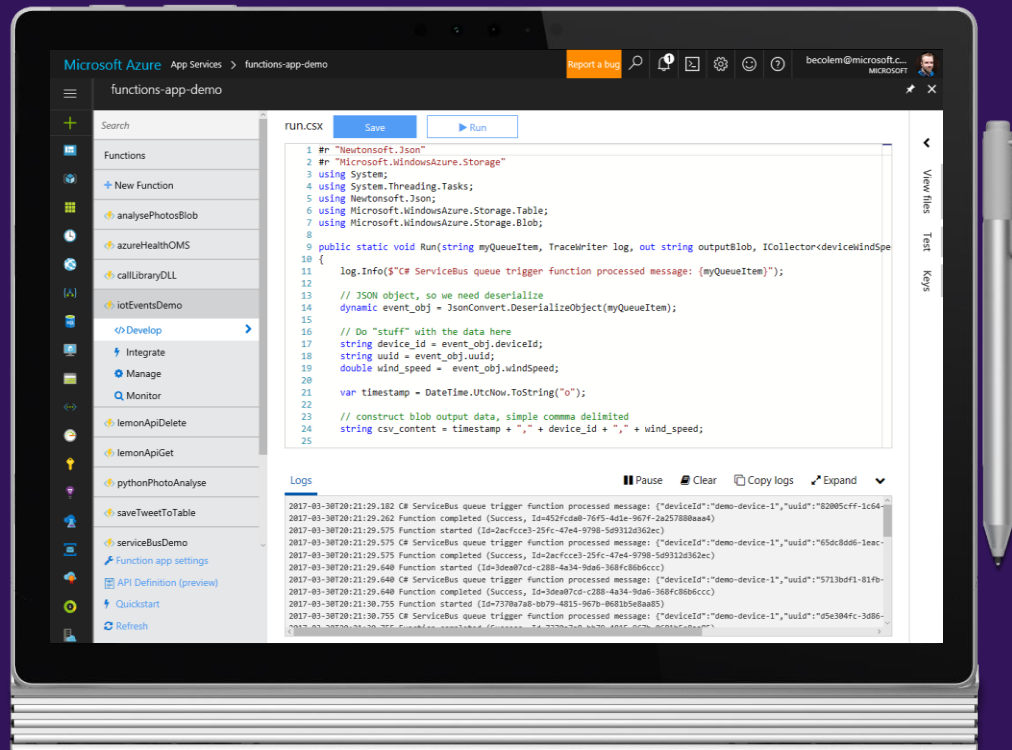 Microsoft Azure App Services > functions-app-demo
Report a bug
1
becolem@microsoft.c...
MICROSOFT
functions-app-demo
Search
Functions
+ New Function
analysePhotosBlob
azureHealthOMS
callLibraryDLL
iotEventsDemo
</> Develop
Integrate
Manage
Monitor
lemonApiDelete
lemonApiGet
pythonPhotoAnalyse
saveTweetToTable
serviceBusDemo
Function app settings
API Definition (preview)
Quickstart
Refresh
run.csx Save Run
1 #r "Newtonsoft.Json"
2 #r "Microsoft.WindowsAzure.Storage"
3 using System;
4 using System.Threading.Tasks;
5 using Newtonsoft.Json;
6 using Microsoft.WindowsAzure.Storage.Table;
7 using Microsoft.WindowsAzure.Storage.Blob;
8
9 public static void Run(string myQueueItem, TraceWriter log, out string outputBlob, ICollector<deviceWindSpe
10 {
11 log.Info($"C# ServiceBus queue trigger function processed message: {myQueueItem}");
12
13 // JSON object, so we need deserialize
14 dynamic event_obj = JsonConvert.DeserializeObject(myQueueItem);
15
16 // Do "stuff" with the data here
17 string device_id = event_obj.deviceId;
18 string uuid = event_obj.uuid;
19 double wind_speed = event_obj.windSpeed;
20
21 var timestamp = DateTime.UtcNow.ToString("o");
22
23 // construct blob output data, simple commma delimited
24 string csv_content = timestamp + "," + device_id + "," + wind_speed;
25
View files
Test
Keys
Logs Pause Clear Copy logs Expand
2017-03-30T20:21:29.182 C# ServiceBus queue trigger function processed message: {"deviceId":"demo-device-1","uuid":"82005cff-1c64-
2017-03-30T20:21:29.262 Function completed (Success, Id=452fcda0-76f5-4d1e-967f-2a257880aaa4)
2017-03-30T20:21:29.575 Function started (Id=2acfcce3-25fc-47e4-9798-5d9312d362ec)
2017-03-30T20:21:29.575 C# ServiceBus queue trigger function processed message: {"deviceId":"demo-device-1","uuid":"65dc8dd6-1eac-
2017-03-30T20:21:29.575 Function completed (Success, Id=2acfcce3-25fc-47e4-9798-5d9312d362ec)
2017-03-30T20:21:29.640 Function started (Id=3dea07cd-c288-4a34-9da6-368fc86b6ccc)
2017-03-30T20:21:29.640 C# ServiceBus queue trigger function processed message: {"deviceId":"demo-device-1","uuid":"5713bdf1-81fb-
2017-03-30T20:21:29.640 Function completed (Success, Id=3dea07cd-c288-4a34-9da6-368fc86b6ccc)
2017-03-30T20:21:30.755 Function started (Id=7370a7a8-bb79-4815-967b-0681b5e8aa85)
2017-03-30T20:21:30.755 C# ServiceBus queue trigger function processed message: {"deviceId":"demo-device-1","uuid":"d5e304fc-3d86-
2017-03-30T20:21:30.755 Function completed (Success, Id=7370a7a8-bb79-4815-967b-0681b5e8aa85)